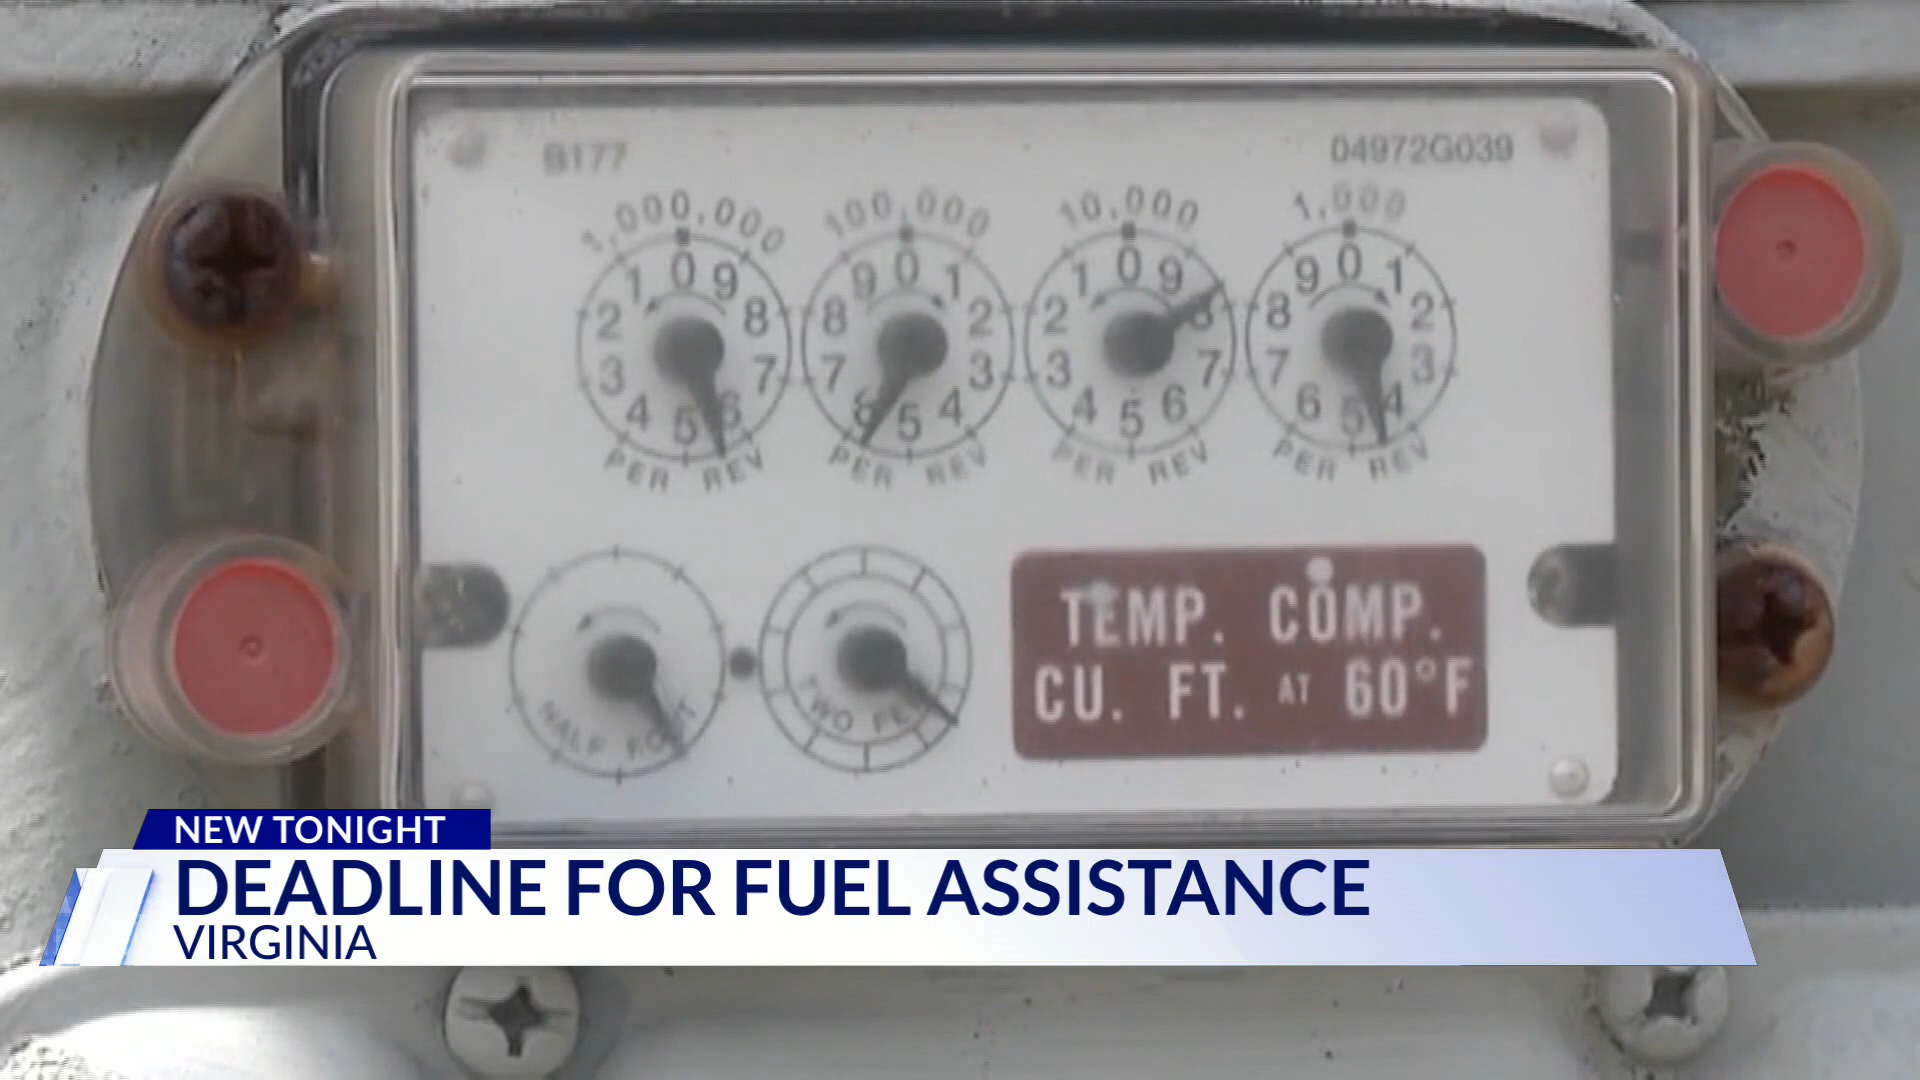 B177 04972G039
1,000,000 100,000 10,000 1,000
0 9 8 7 6 5 4 3 2 1
0 1 2 3 4 5 6 7 8 9
0 9 8 7 6 5 4 3 2 1
0 1 2 3 4 5 6 7 8 9
PER REV PER REV PER REV PER REV
HALF FOOT TWO FEET
TEMP. COMP.
CU. FT. AT 60°F
NEW TONIGHT
DEADLINE FOR FUEL ASSISTANCE
VIRGINIA